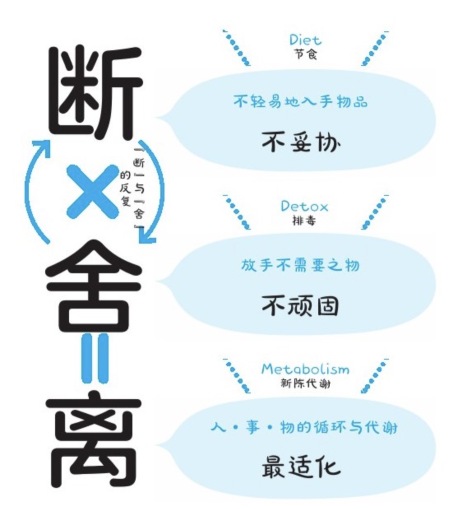 断
Diet
节食
不轻易地入手物品
不妥协
×
「断」与「舍」
的反复
舍
Detox
排毒
放手不需要之物
不顽固
=
离
Metabolism
新陈代谢
人・事・物的循环与代谢
最适化